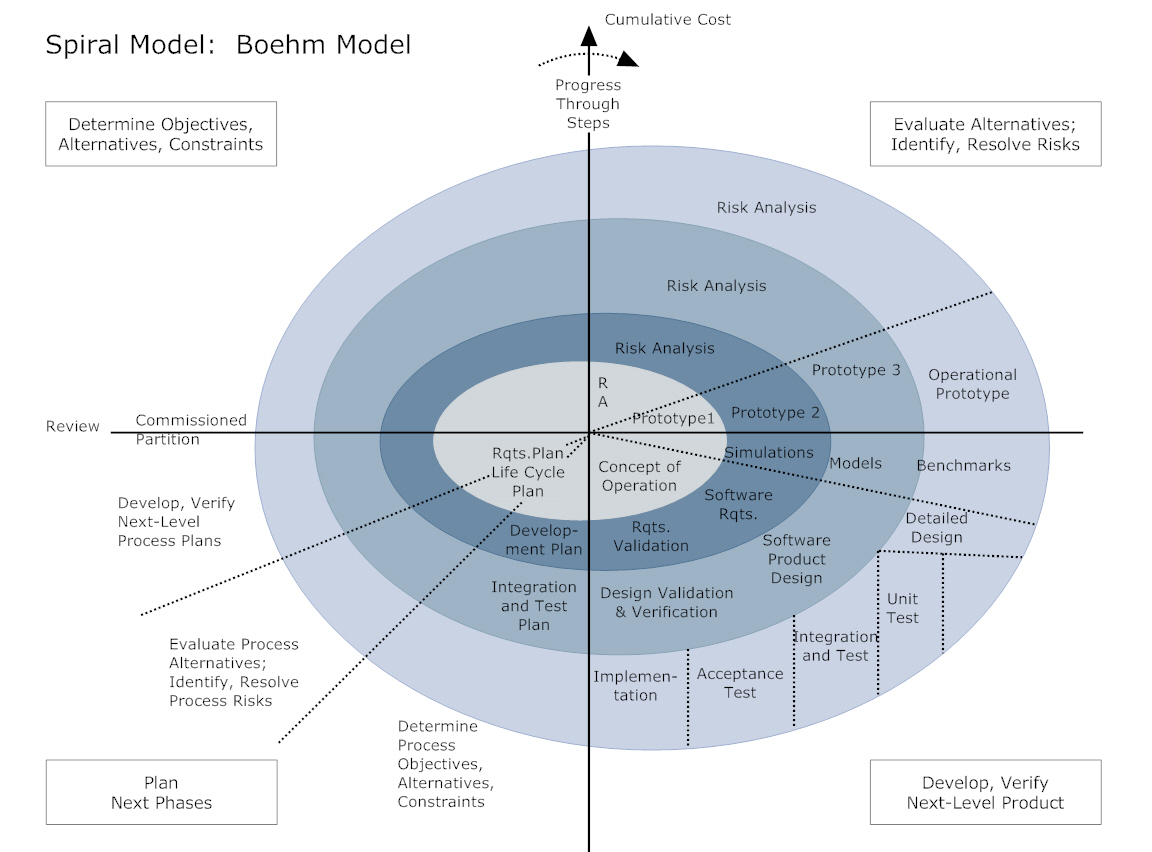 Cumulative Cost
Spiral Model:  Boehm Model
Progress
Through
Steps
Determine Objectives,
Alternatives, Constraints
Evaluate Alternatives;
Identify, Resolve Risks
Risk Analysis
Risk Analysis
Risk Analysis
R
A
Prototype1
Prototype 2
Prototype 3
Operational
Prototype
Review
Commissioned
Partition
Rqts.Plan
Life Cycle
Plan
Concept of
Operation
Simulations
Models
Benchmarks
Develop, Verify
Next-Level
Process Plans
Software
Rqts.
Detailed
Design
Develop-
ment Plan
Rqts.
Validation
Software
Product
Design
Integration
and Test
Plan
Design Validation
& Verification
Unit
Test
Integration
and Test
Evaluate Process
Alternatives;
Identify, Resolve
Process Risks
Implemen-
tation
Acceptance
Test
Determine
Process
Objectives,
Alternatives,
Constraints
Plan
Next Phases
Develop, Verify
Next-Level Product